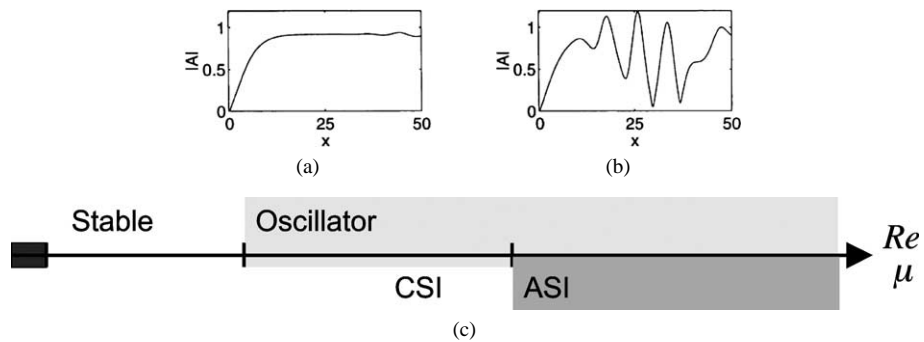 1
0.5
0
|A|
0
25
50
x
(a)
1
0.5
0
|A|
0
25
50
x
(b)
Stable
Oscillator
CSI
ASI
Re
μ
(c)